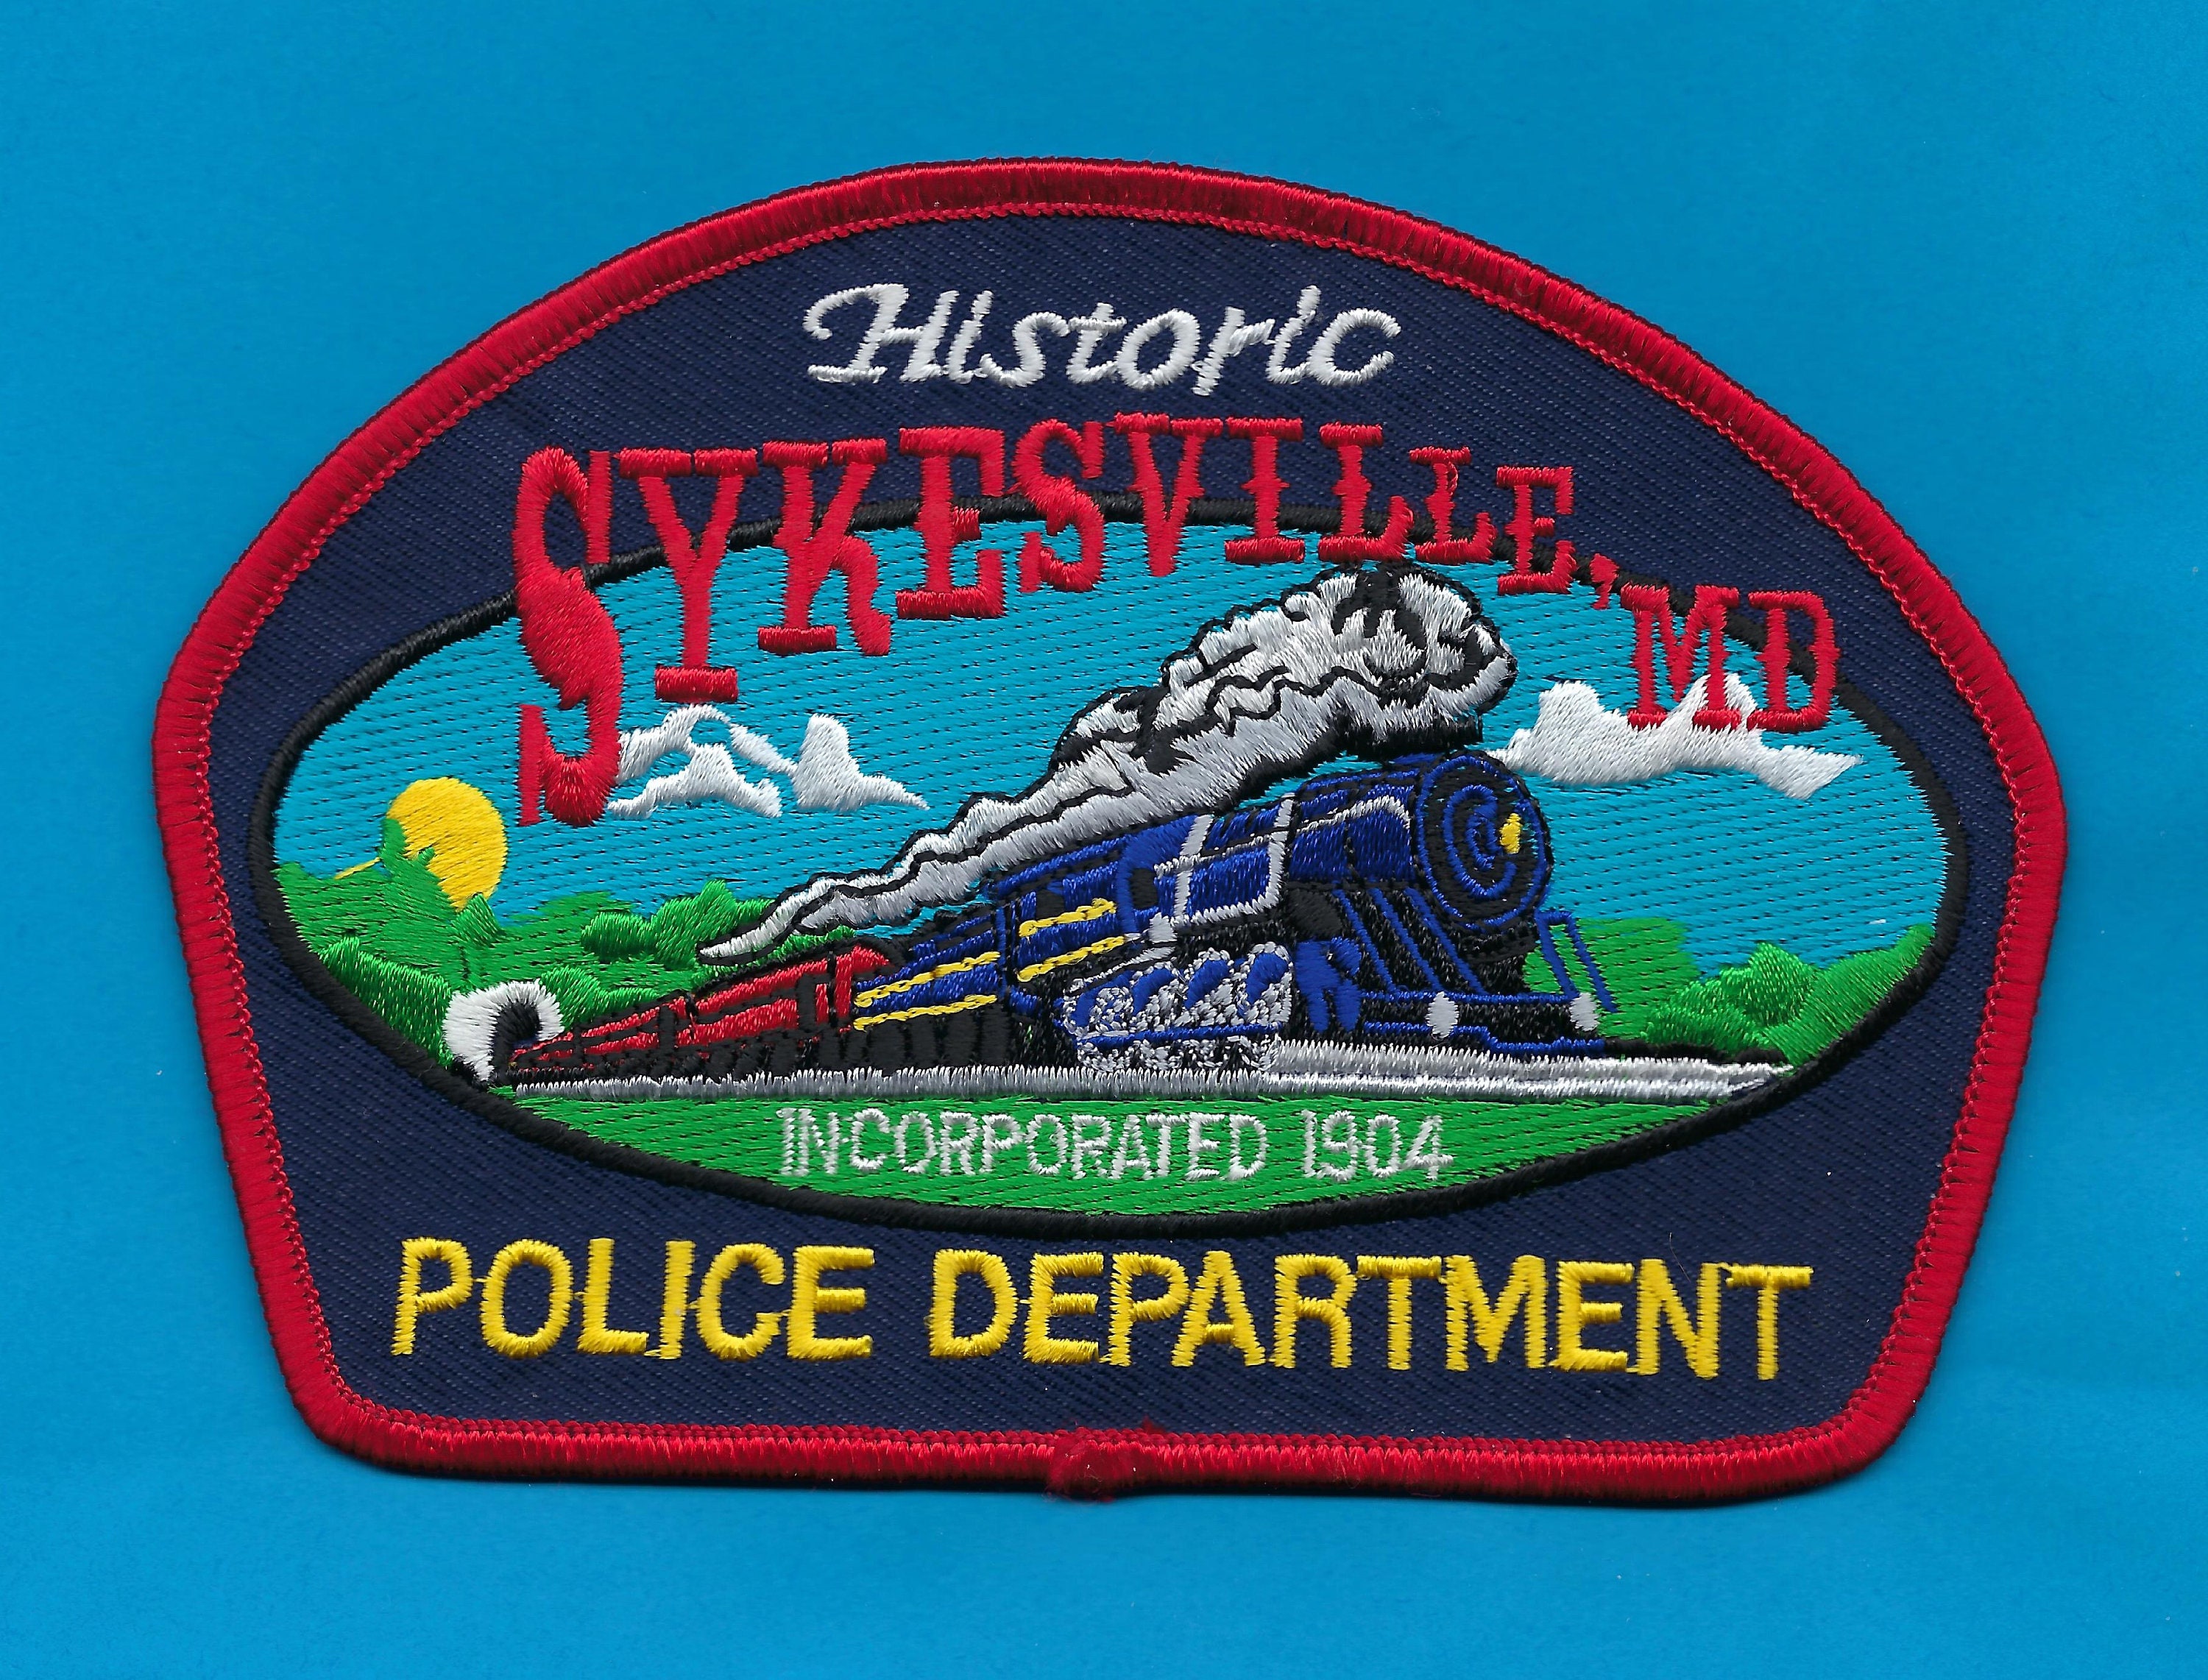 Historic
SYKESVILLE, MD
INCORPORATED 1904
POLICE DEPARTMENT